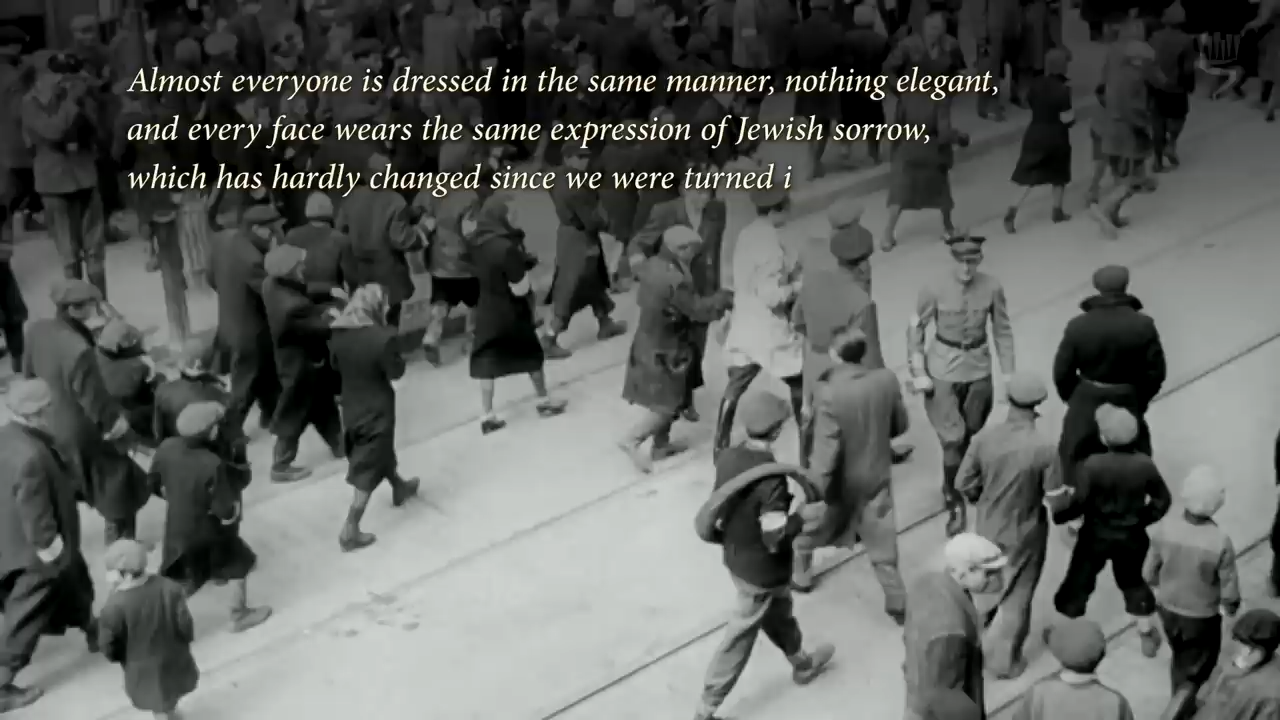 Almost everyone is dressed in the same manner, nothing elegant,
and every face wears the same expression of Jewish sorrow,
which has hardly changed since we were turned i